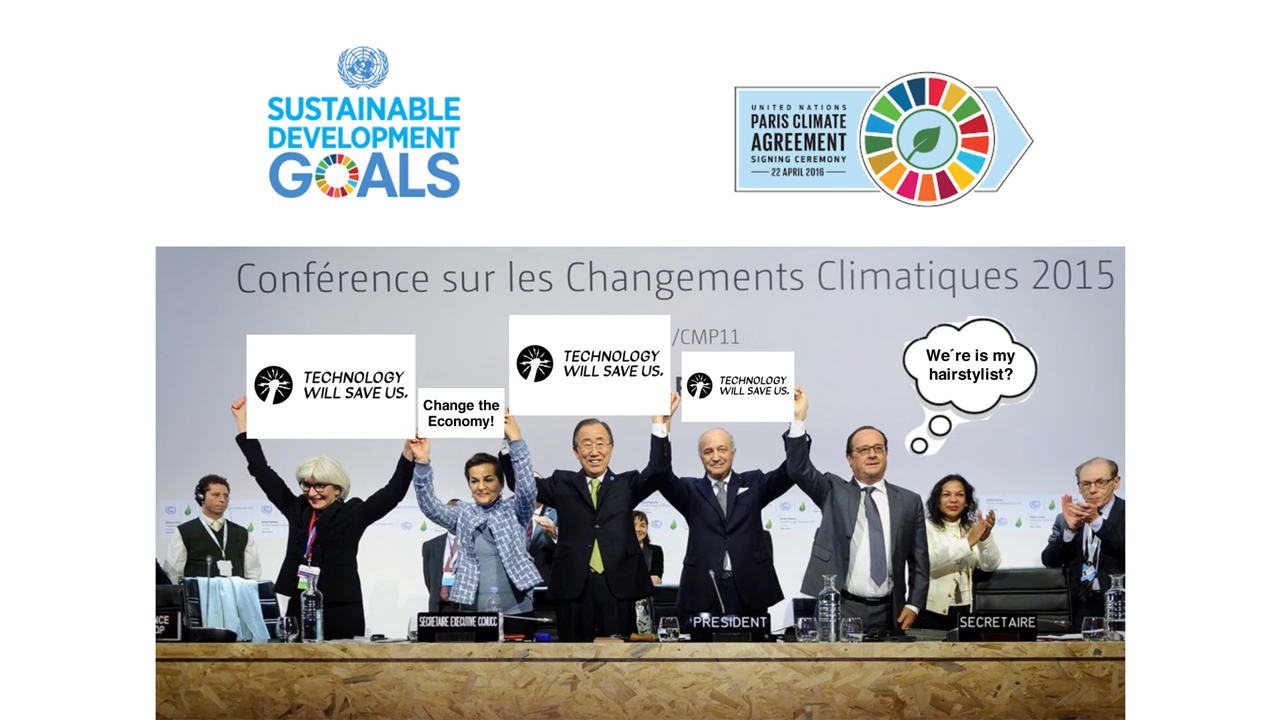 SUSTAINABLE
DEVELOPMENT
GOALS
UNITED NATIONS
PARIS CLIMATE
AGREEMENT
SIGNING CEREMONY
22 APRIL 2016
Conférence sur les Changements Climatiques 2015
/CMP11
TECHNOLOGY
WILL SAVE US.
Change the
Economy!
TECHNOLOGY
WILL SAVE US.
TECHNOLOGY
WILL SAVE US.
We´re is my
hairstylist?
SECRETAIRE EXECUTIVE CCNUCC
PRESIDENT
SECRETAIRE